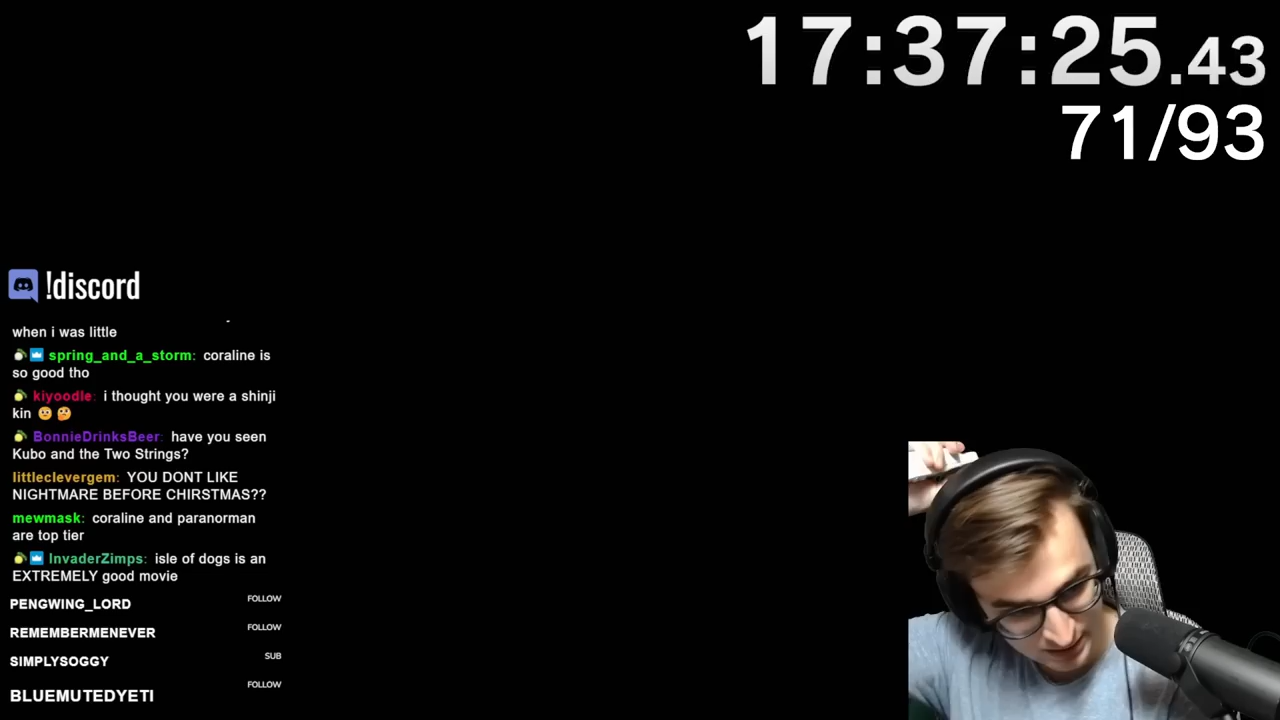 17:37:25.43
71/93
!discord
when i was little
spring_and_a_storm: coraline is
so good tho
kiyoodle: i thought you were a shinji
kin
BonnieDrinksBeer: have you seen
Kubo and the Two Strings?
littleclevergem: YOU DONT LIKE
NIGHTMARE BEFORE CHIRSTMAS??
mewmask: coraline and paranorman
are top tier
InvaderZimps: isle of dogs is an
EXTREMELY good movie
PENGWING_LORD FOLLOW
REMEMBERMENEVER FOLLOW
SIMPLYSOGGY SUB
BLUEMUTEDYETI FOLLOW